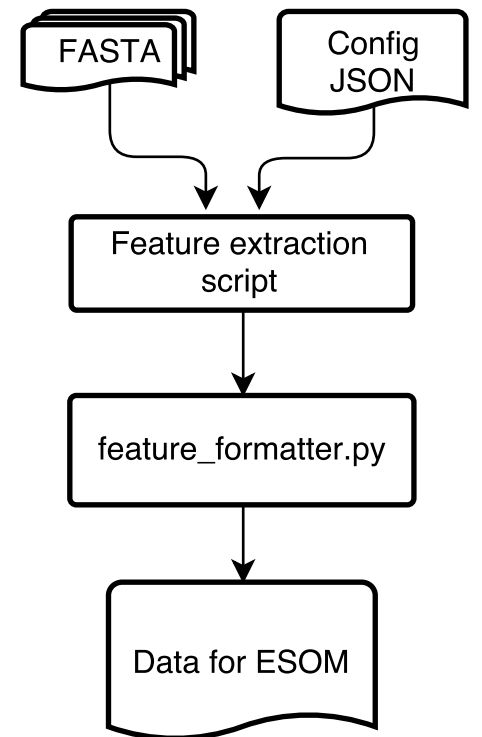 FASTA
Config
JSON
Feature extraction
script
feature_formatter.py
Data for ESOM